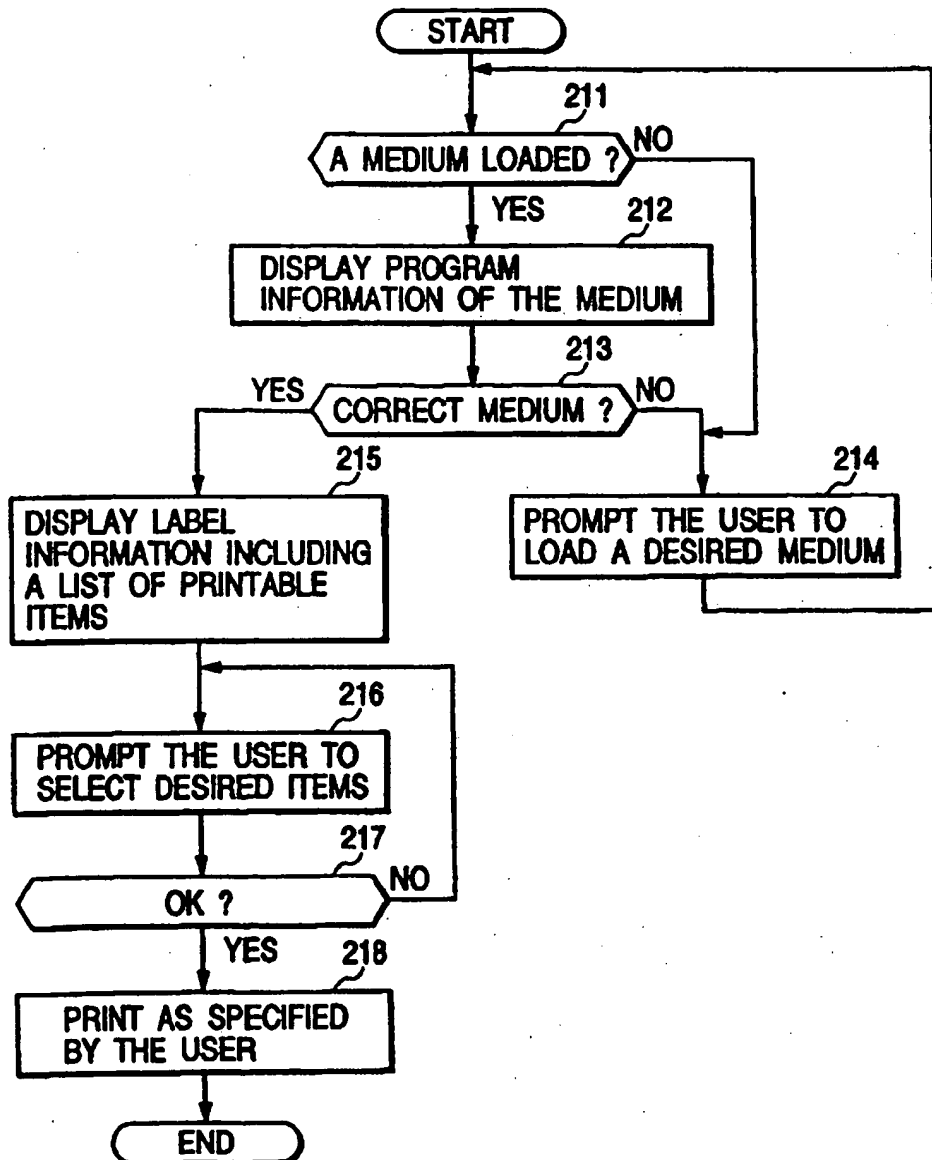 START
211
A MEDIUM LOADED ?
NO
YES
212
DISPLAY PROGRAM
INFORMATION OF THE MEDIUM
213
YES
CORRECT MEDIUM ?
NO
215
DISPLAY LABEL
INFORMATION INCLUDING
A LIST OF PRINTABLE
ITEMS
214
PROMPT THE USER TO
LOAD A DESIRED MEDIUM
216
PROMPT THE USER TO
SELECT DESIRED ITEMS
217
OK ?
NO
YES
218
PRINT AS SPECIFIED
BY THE USER
END